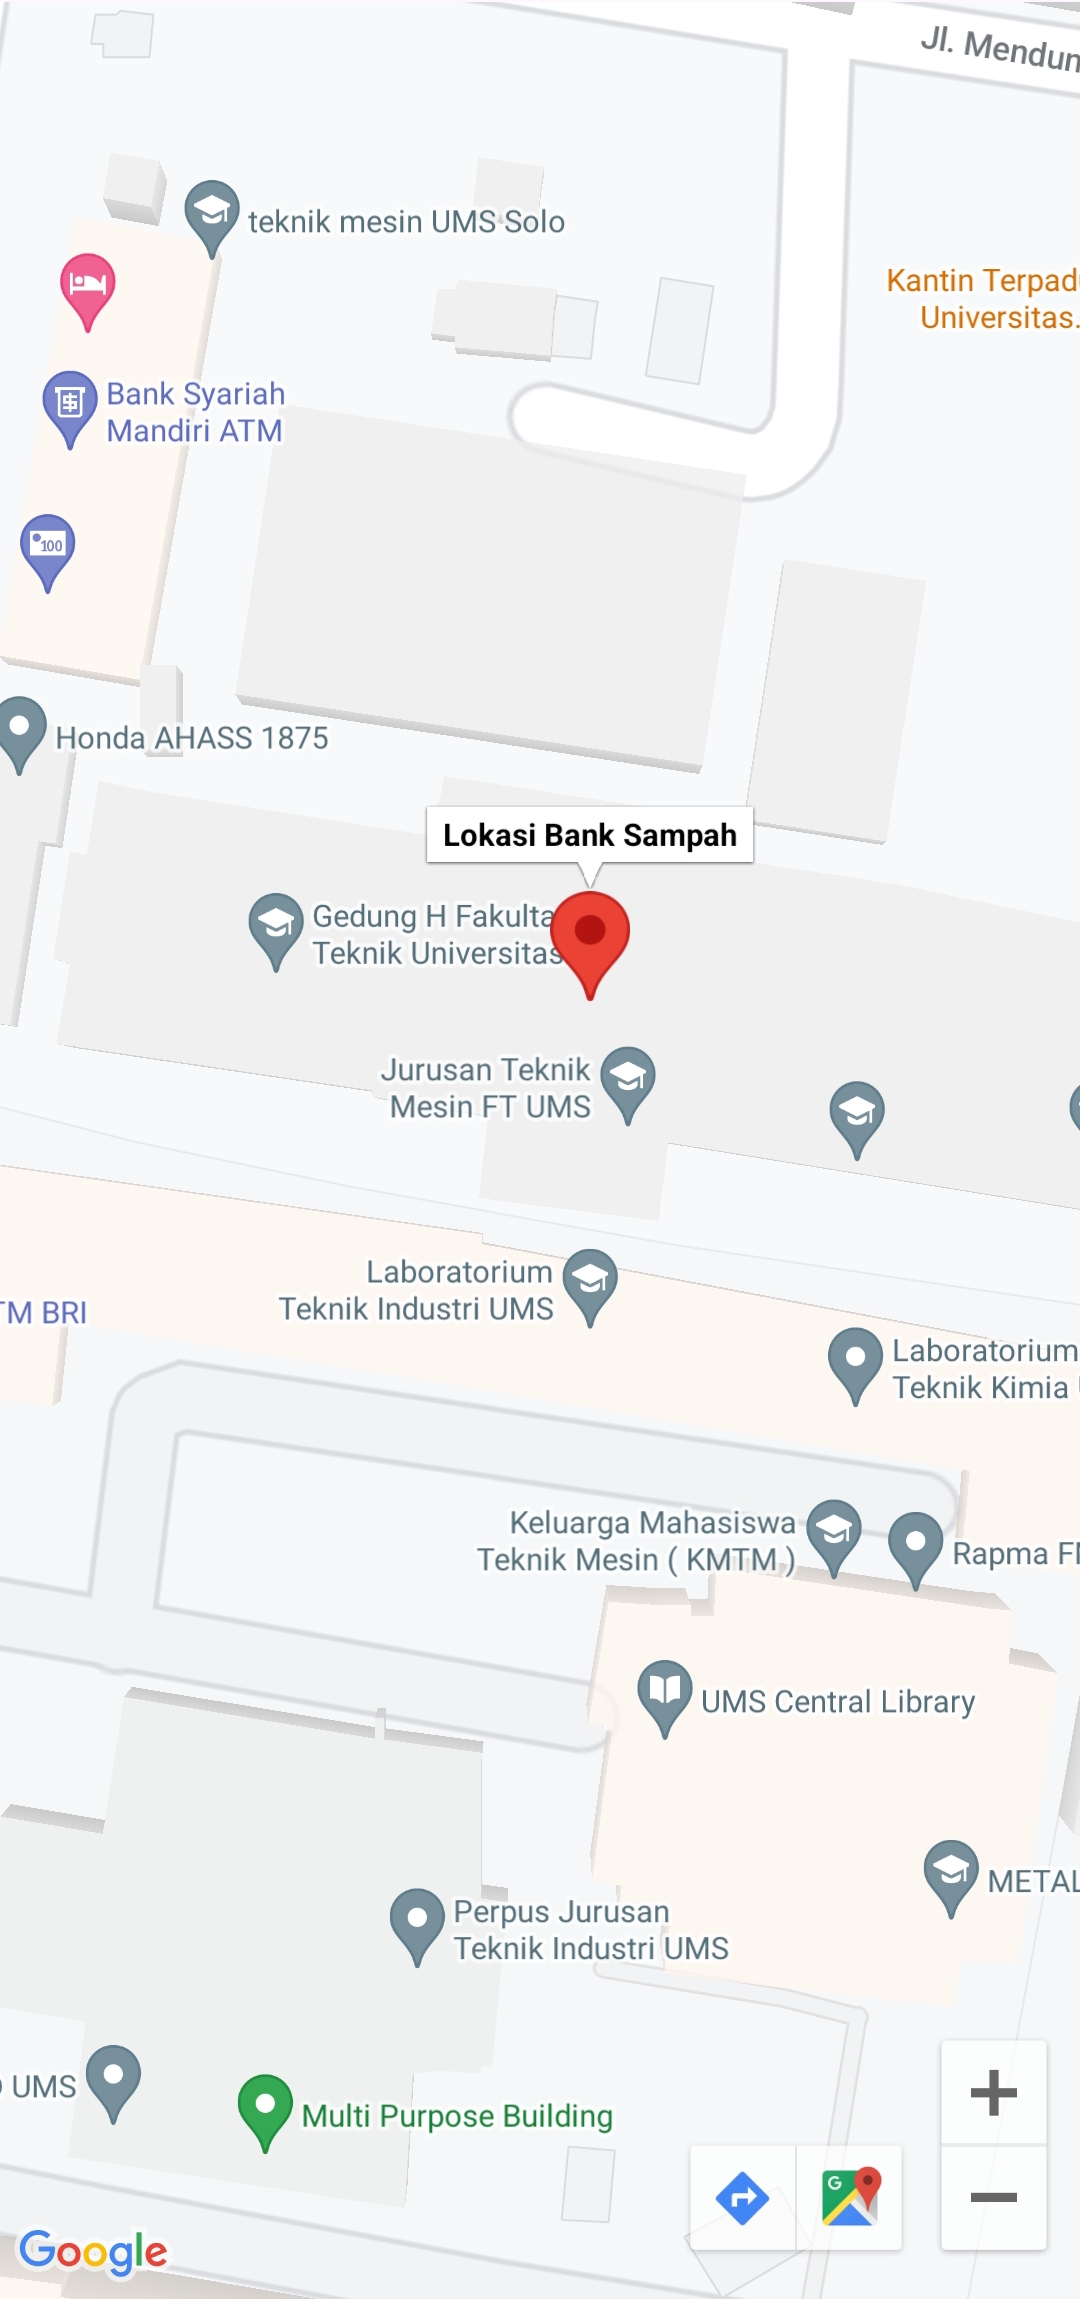 Jl. Mendun
teknik mesin UMS Solo
Kantin Terpad
Universitas.
Bank Syariah
Mandiri ATM
100
Honda AHASS 1875
Lokasi Bank Sampah
Gedung H Fakulta
Teknik Universitas
Jurusan Teknik
Mesin FT UMS
Laboratorium
Teknik Industri UMS
TM BRI
Laboratorium
Teknik Kimia
Keluarga Mahasiswa
Teknik Mesin ( KMTM )
Rapma F
UMS Central Library
METAL
Perpus Jurusan
Teknik Industri UMS
UMS
Multi Purpose Building
G
Google